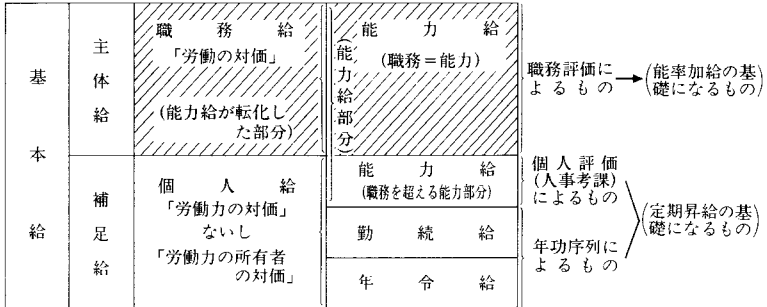 基本給
主体給
職務給
「労働の対価」
(能力給が転化し
た部分)
能力給
(職務=能力)
(能力給部分)
職務評価に
よるもの
(能率加給の基
礎になるもの)
補足給
個人給
「労働力の対価」
ないし
「労働力の所有者
の対価」
能力給
(職務を超える能力部分)
勤続給
年令給
個人評価
(人事考課)
によるもの
年功序列に
よるもの
(定期昇給の基
礎になるもの)